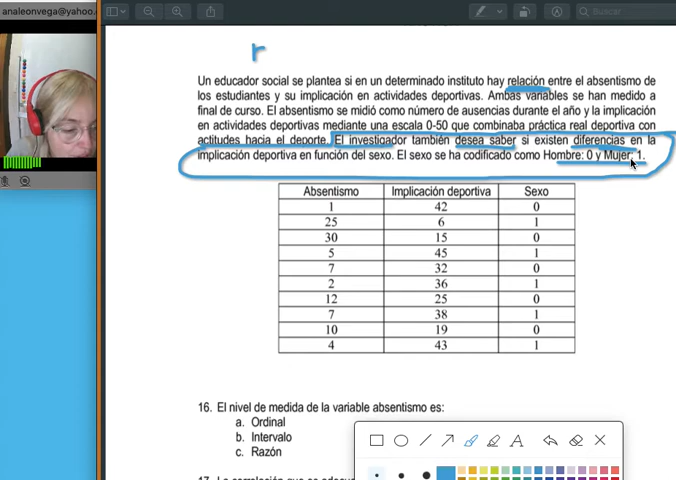 analeonvega@yahoo.
Buscar
r
Un educador social se plantea si en un determinado instituto hay relación entre el absentismo de
los estudiantes y su implicación en actividades deportivas. Ambas variables se han medido a
final de curso. El absentismo se midió como número de ausencias durante el año y la implicación
en actividades deportivas mediante una escala 0-50 que combinaba práctica real deportiva con
actitudes hacia el deporte. El investigador también desea saber si existen diferencias en la
implicación deportiva en función del sexo. El sexo se ha codificado como Hombre: 0 y Mujer: 1.
Absentismo Implicación deportiva Sexo
1 42 0
25 6 1
30 15 0
5 45 1
7 32 0
2 36 1
12 25 0
7 38 1
10 19 0
4 43 1
16. El nivel de medida de la variable absentismo es:
a. Ordinal
b. Intervalo
c. Razón
A